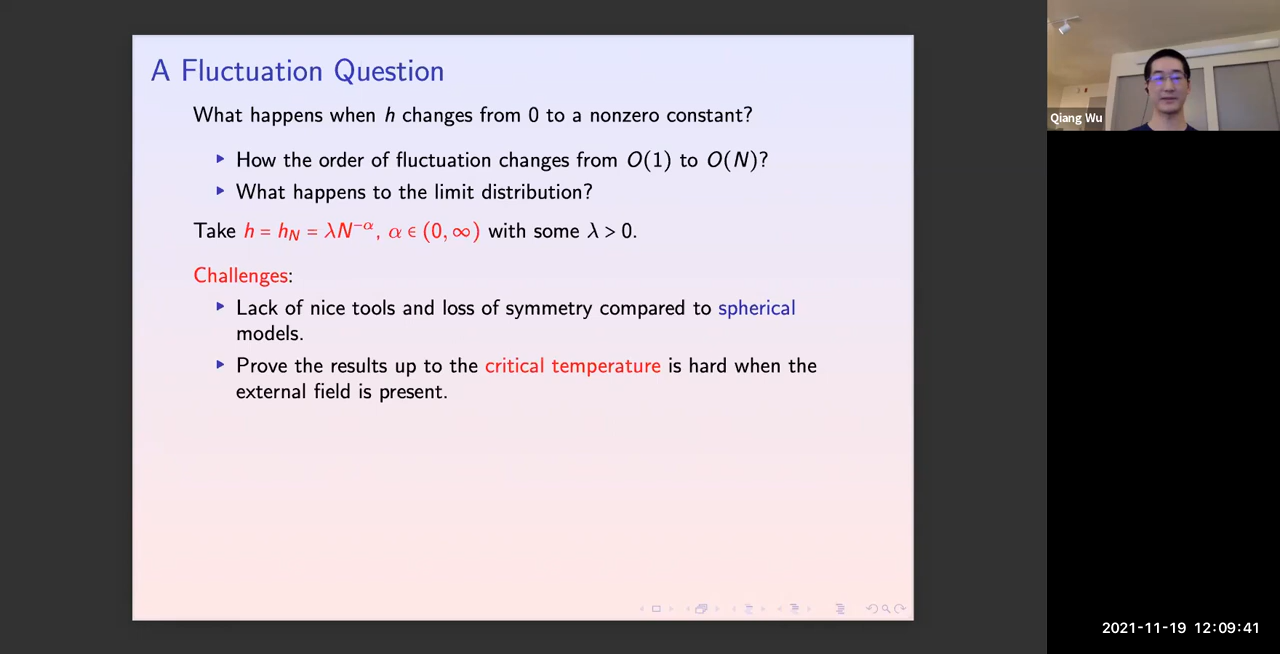 A Fluctuation Question
What happens when h changes from 0 to a nonzero constant?
▸ How the order of fluctuation changes from O(1) to O(N)?
▸ What happens to the limit distribution?
Take h = h_N = λN^{−α}, α ∈ (0, ∞) with some λ > 0.
Challenges:
▸ Lack of nice tools and loss of symmetry compared to spherical
models.
▸ Prove the results up to the critical temperature is hard when the
external field is present.
Qiang Wu
2021-11-19 12:09:41